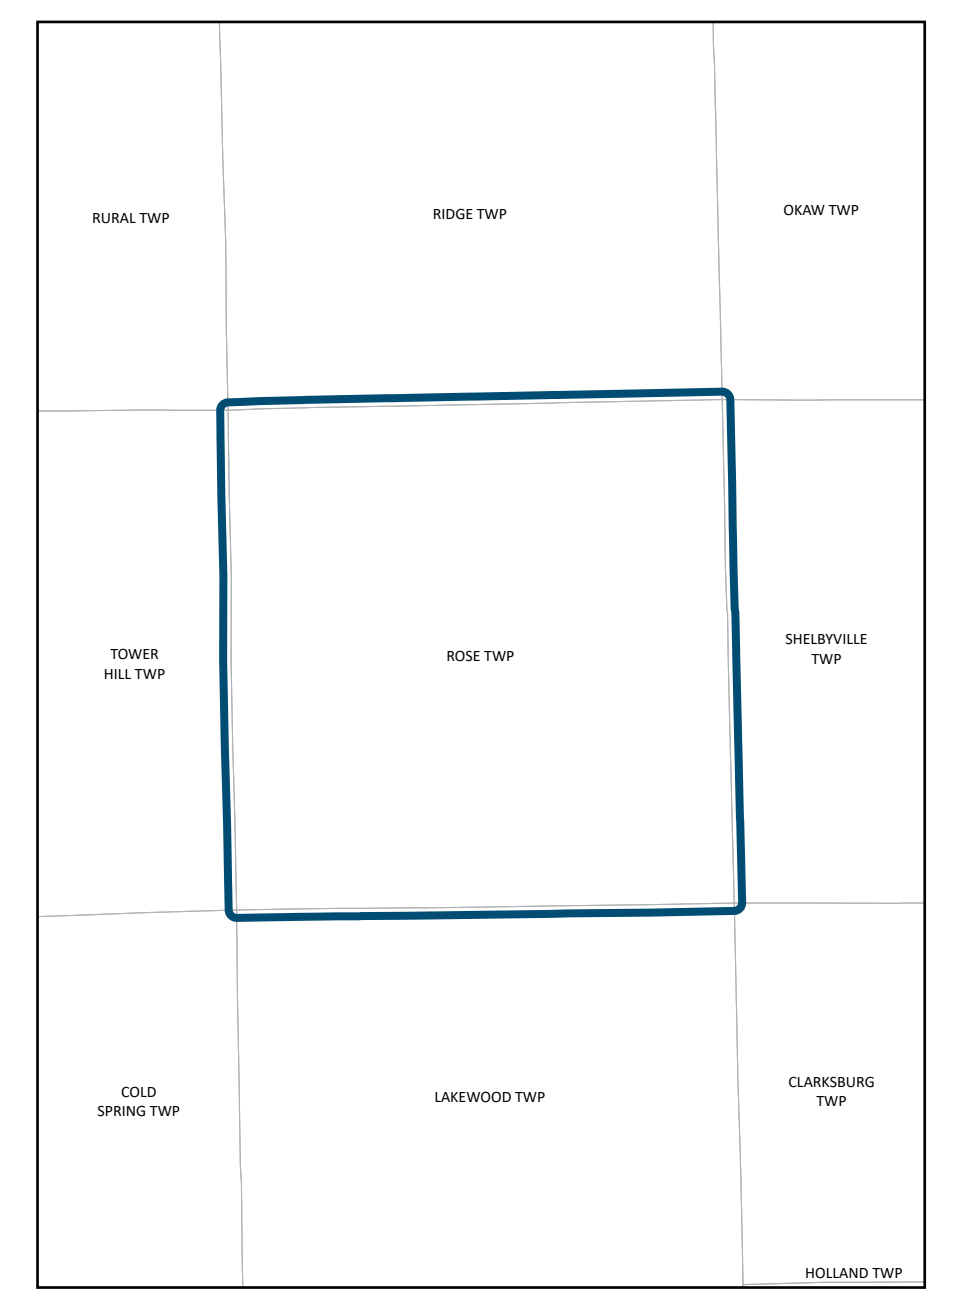 RURAL TWP
RIDGE TWP
OKAW TWP
TOWER
HILL TWP
ROSE TWP
SHELBYVILLE
TWP
COLD
SPRING TWP
LAKEWOOD TWP
CLARKSBURG
TWP
HOLLAND TWP